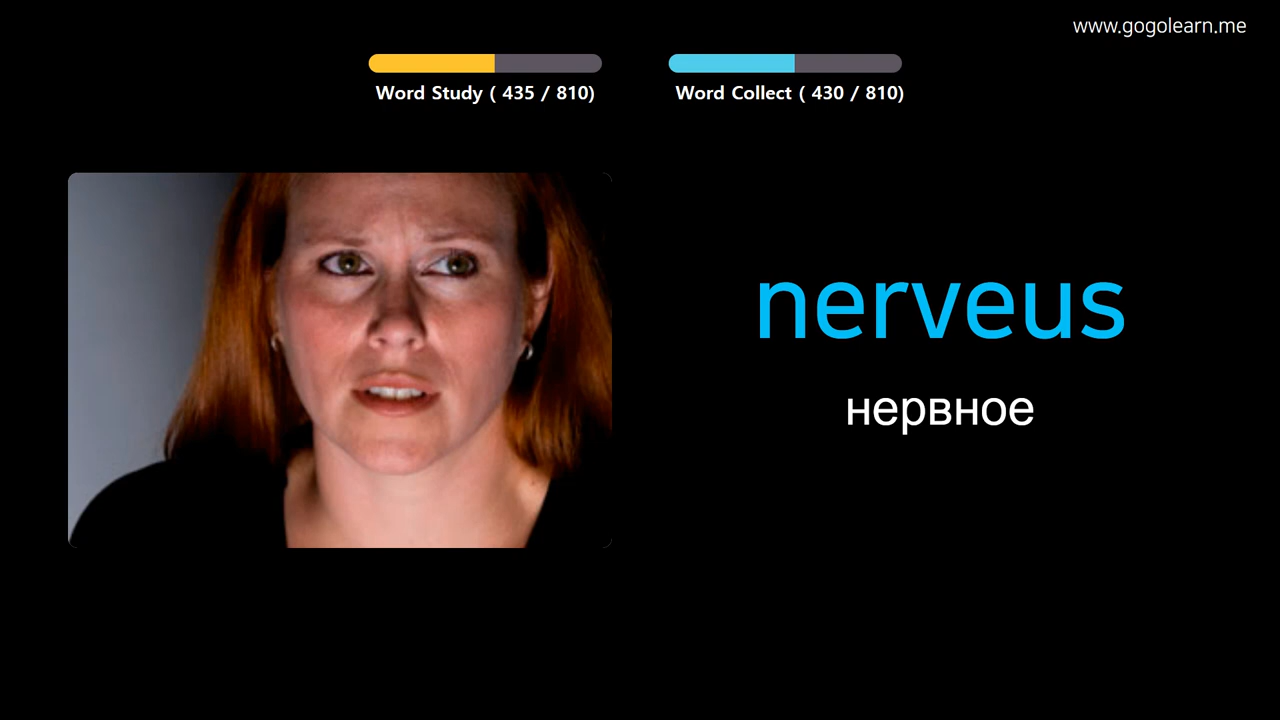 www.gogolearn.me
Word Study ( 435 / 810)
Word Collect ( 430 / 810)
nerveus
нервное